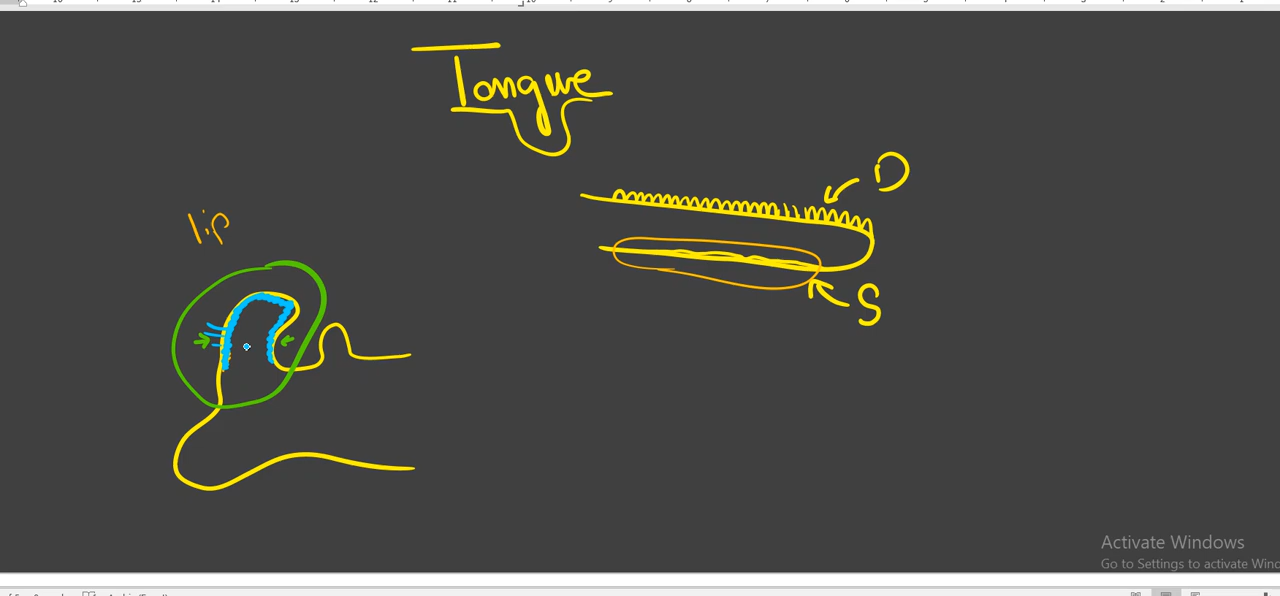 Tongue
D
lip
S
Activate Windows
Go to Settings to activate Wind